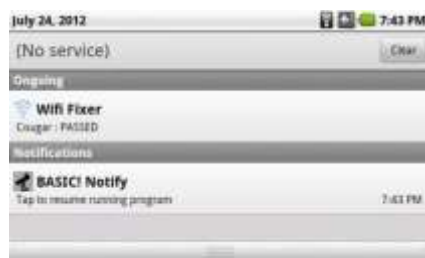 July 24, 2012 7:43 PM
(No service) Clear
Ongoing
Wifi Fixer
Cougar : PASSED
Notifications
BASIC! Notify
Tap to resume running program 7:43 PM